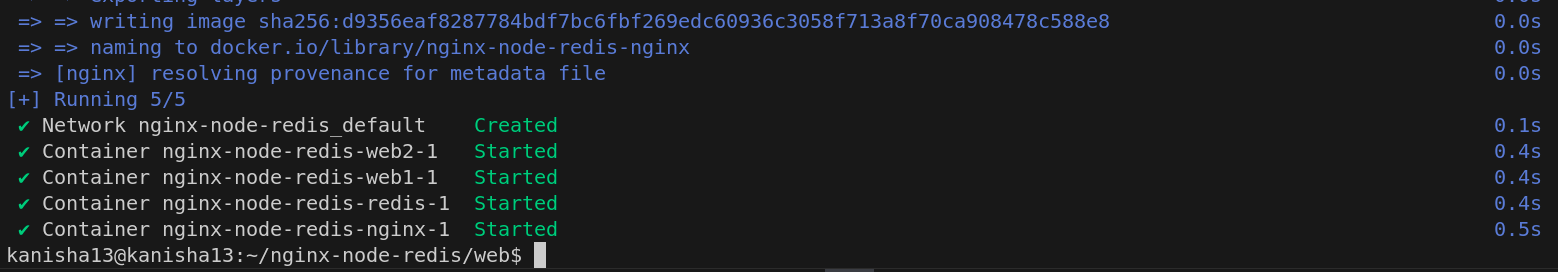 => => exporting layers 0.0s
=> => writing image sha256:d9356eaf8287784bdf7bc6fbf269edc60936c3058f713a8f70ca908478c588e8 0.0s
=> => naming to docker.io/library/nginx-node-redis-nginx 0.0s
=> [nginx] resolving provenance for metadata file 0.0s
[+] Running 5/5
✔ Network nginx-node-redis_default Created 0.1s
✔ Container nginx-node-redis-web2-1 Started 0.4s
✔ Container nginx-node-redis-web1-1 Started 0.4s
✔ Container nginx-node-redis-redis-1 Started 0.4s
✔ Container nginx-node-redis-nginx-1 Started 0.5s
kanisha13@kanisha13:~/nginx-node-redis/web$